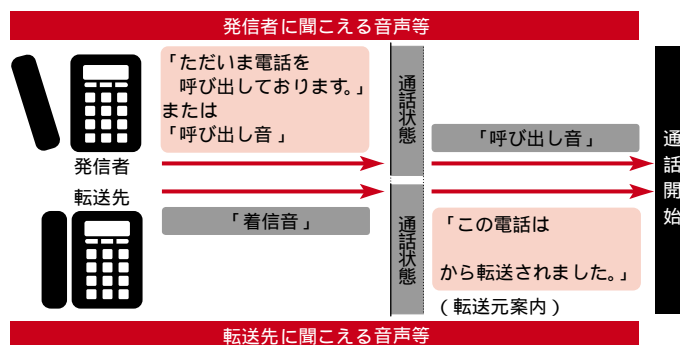 発信者に聞こえる音声等
「ただいま電話を
呼び出しております。」
または
「呼び出し音」
通話状態
「呼び出し音」
発信者
転送先
「着信音」
通話状態
「この電話は
から転送されました。」
(転送元案内)
通話開始
転送先に聞こえる音声等